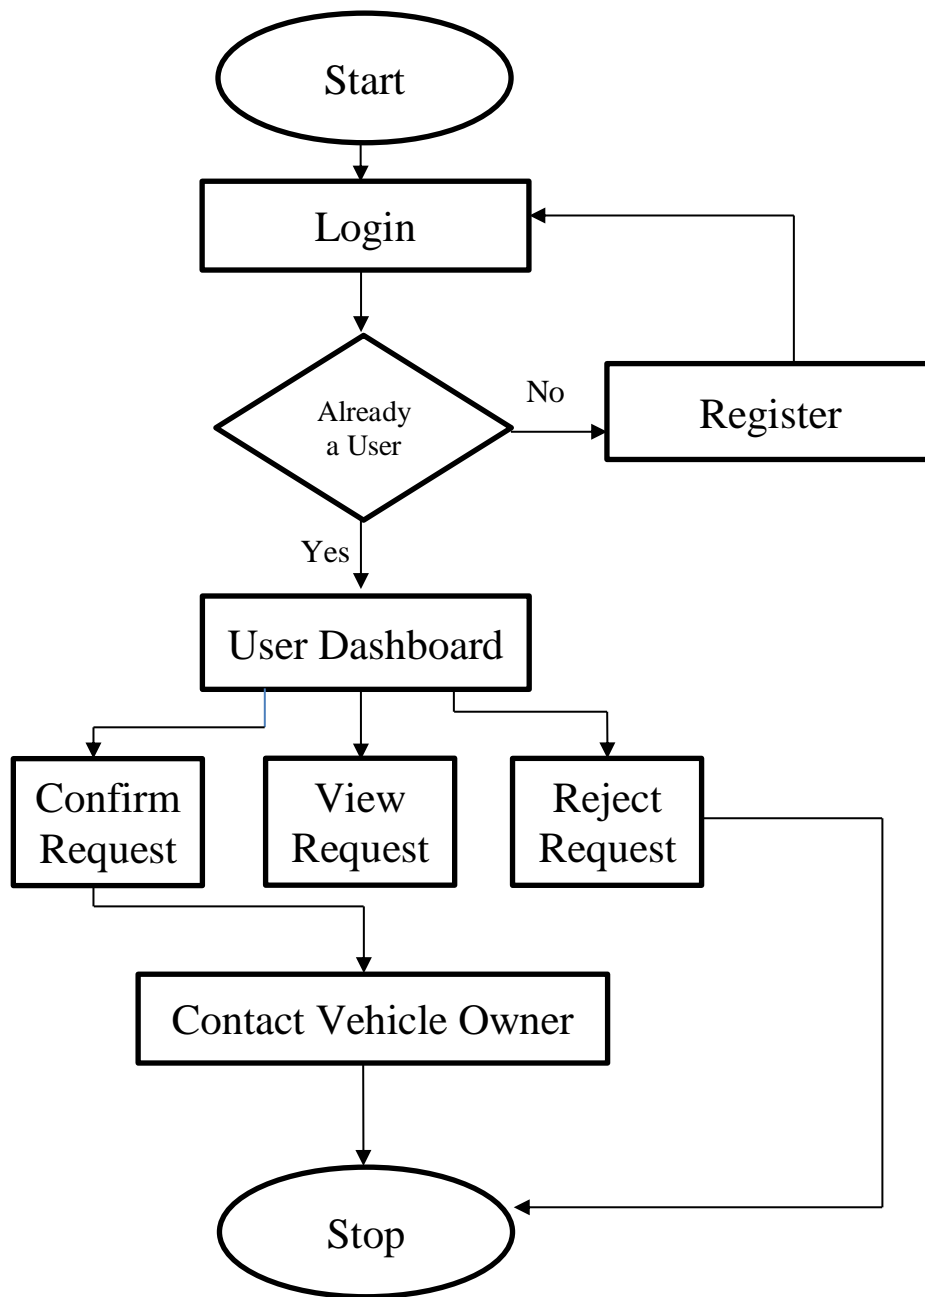 Start
Login
Already
a User
No
Register
Yes
User Dashboard
Confirm
Request
View
Request
Reject
Request
Contact Vehicle Owner
Stop